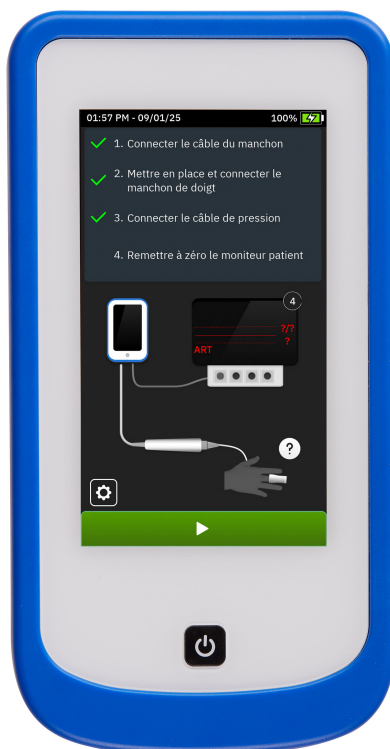 01:57 PM - 09/01/25 100%
1. Connecter le câble du manchon
2. Mettre en place et connecter le
manchon de doigt
3. Connecter le câble de pression
4. Remettre à zéro le moniteur patient
4
?/?
?
ART
?